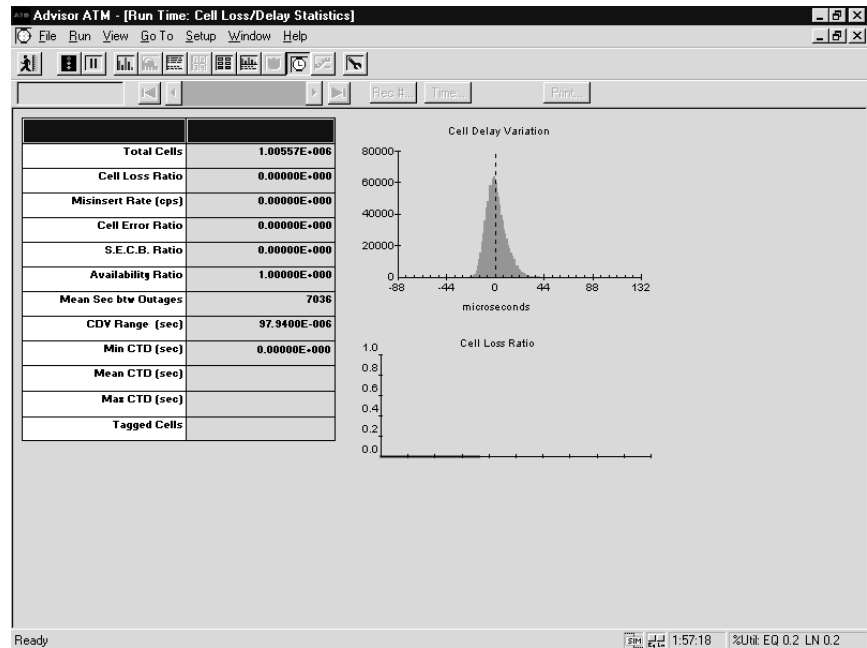 Advisor ATM - [Run Time: Cell Loss/Delay Statistics]
File Run View Go To Setup Window Help
Rec #... Time... Print...
Total Cells 1.00557E+006
Cell Loss Ratio 0.00000E+000
Misinsert Rate (cps) 0.00000E+000
Cell Error Ratio 0.00000E+000
S.E.C.B. Ratio 0.00000E+000
Availability Ratio 1.00000E+000
Mean Sec btw Outages 7036
CDV Range (sec) 97.9400E-006
Min CTD (sec) 0.00000E+000
Mean CTD (sec)
Max CTD (sec)
Tagged Cells
Cell Delay Variation
80000
60000
40000
20000
0
-88 -44 0 44 88 132
microseconds
Cell Loss Ratio
1.0
0.8
0.6
0.4
0.2
0.0
Ready SIM 1:57:18 %Util: EQ 0.2 LN 0.2